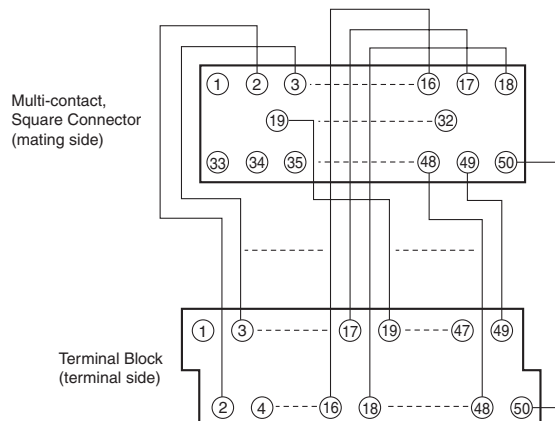 1 2 3 16 17 18
Multi-contact,
Square Connector
(mating side)
19 32
33 34 35 48 49 50
1 3 17 19 47 49
Terminal Block
(terminal side)
2 4 16 18 48 50